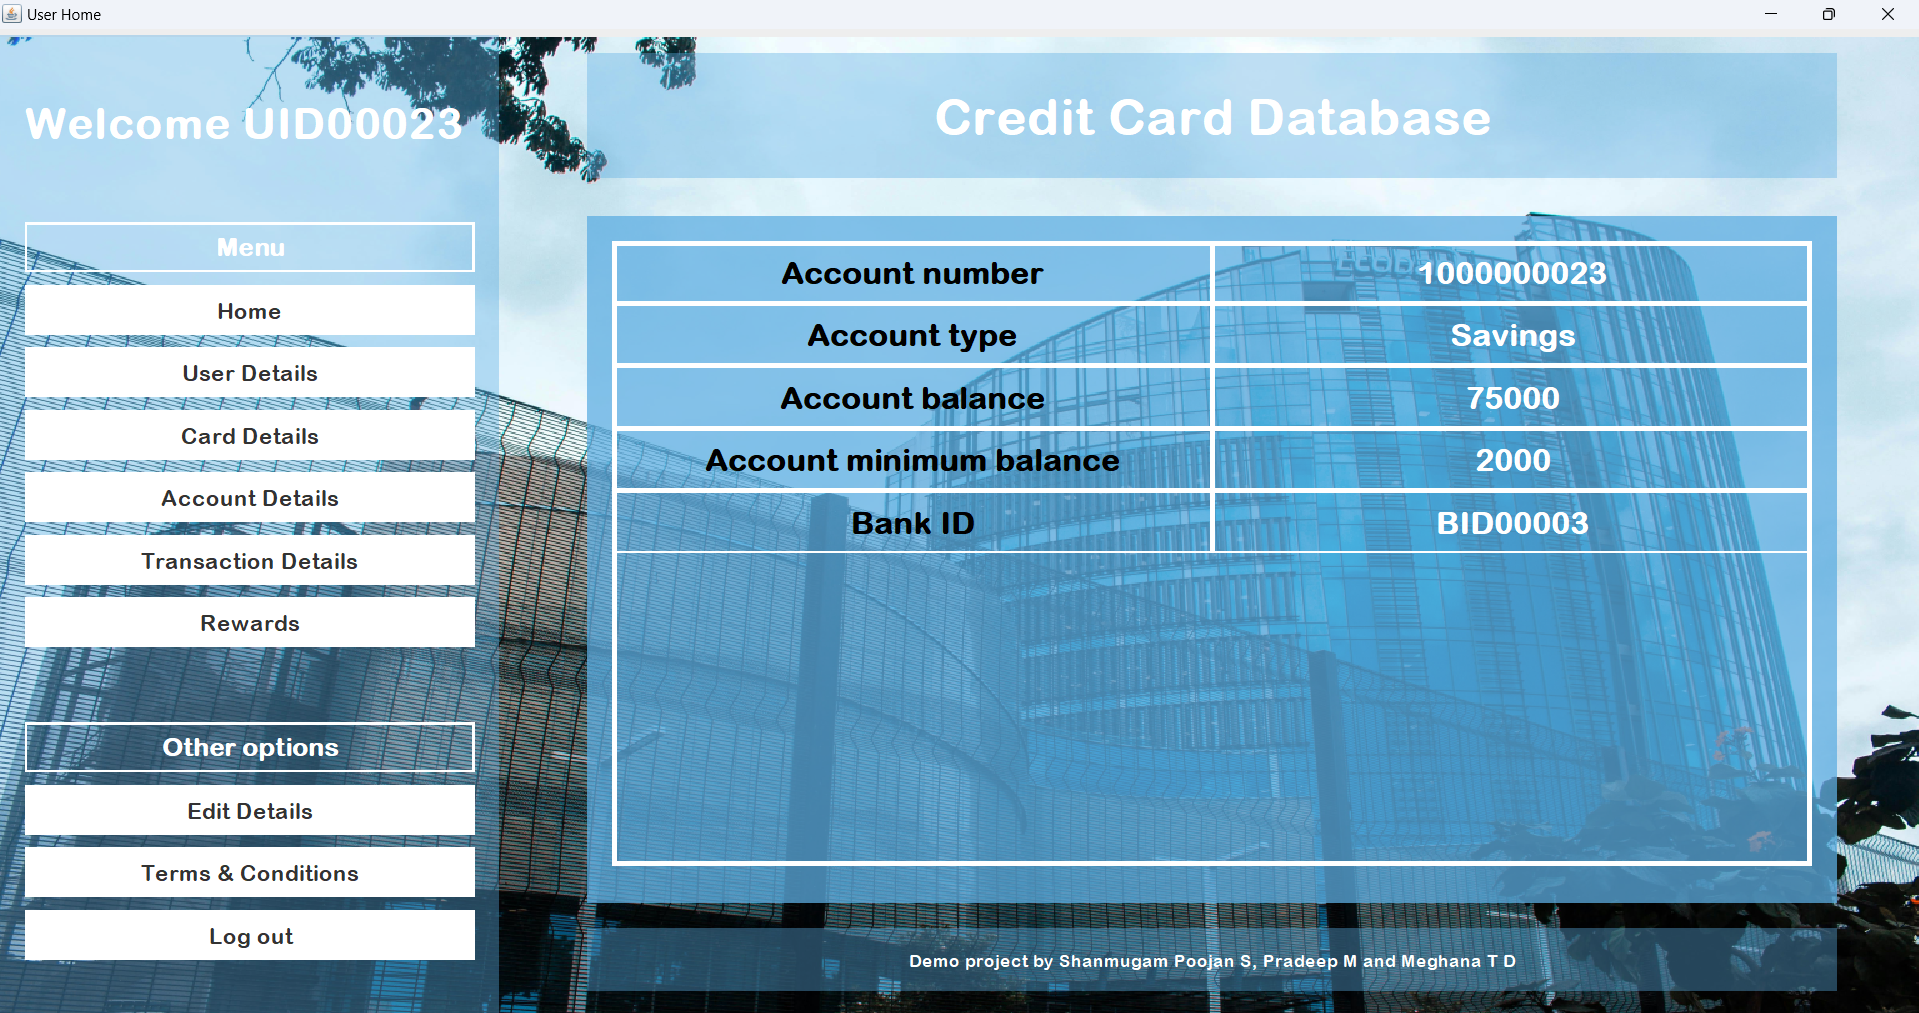 User Home
Welcome UID00023
Menu
Home
User Details
Card Details
Account Details
Transaction Details
Rewards
Other options
Edit Details
Terms & Conditions
Log out
Credit Card Database
Account number 1000000023
Account type Savings
Account balance 75000
Account minimum balance 2000
Bank ID BID00003
Demo project by Shanmugam Poojan S, Pradeep M and Meghana T D